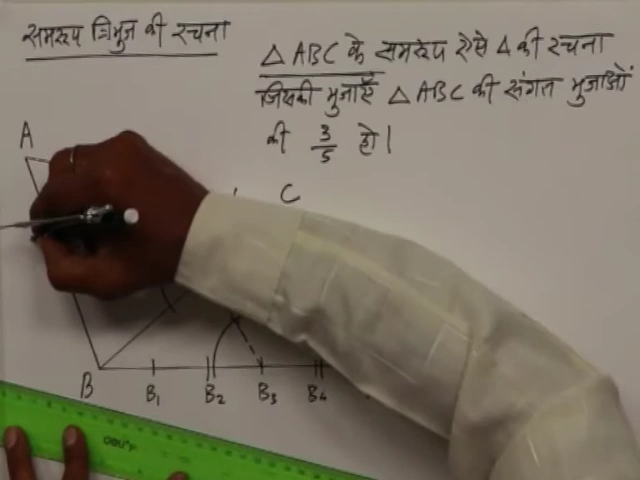 समरूप त्रिभुज की रचना
△ABC के समरूप ऐसे △ की रचना
जिसकी भुजाएँ △ABC की संगत भुजाओं
की 3/5 हो।
A
C
B B₁ B₂ B₃ B₄